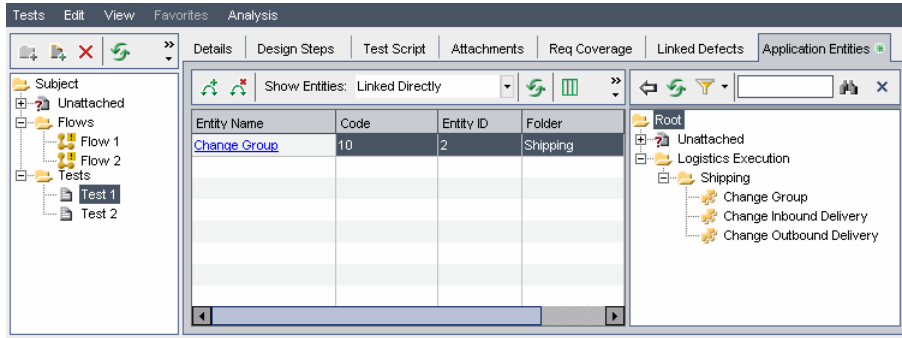 Tests Edit View Favorites Analysis
Details Design Steps Test Script Attachments Req Coverage Linked Defects Application Entities
Show Entities: Linked Directly
Subject
Unattached
Flows
Flow 1
Flow 2
Tests
Test 1
Test 2
Entity Name Code Entity ID Folder
Change Group 10 2 Shipping
Root
Unattached
Logistics Execution
Shipping
Change Group
Change Inbound Delivery
Change Outbound Delivery